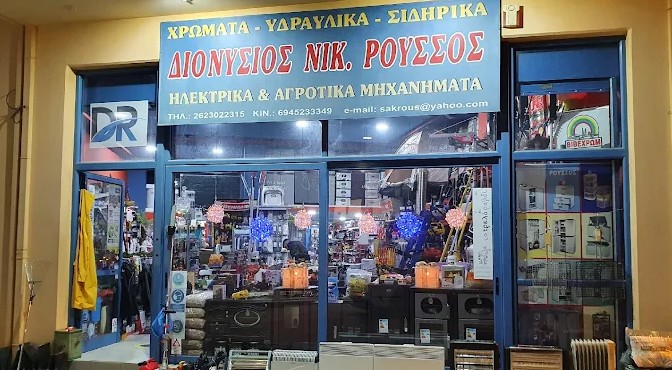 ΧΡΩΜΑΤΑ - ΥΔΡΑΥΛΙΚΑ - ΣΙΔΗΡΙΚΑ
ΔΙΟΝΥΣΙΟΣ ΝΙΚ. ΡΟΥΣΣΟΣ
ΗΛΕΚΤΡΙΚΑ & ΑΓΡΟΤΙΚΑ ΜΗΧΑΝΗΜΑΤΑ
ΤΗΛ.: 2623022315 ΚΙΝ.: 6945233349 e-mail: sakrous@yahoo.com
DR
ΒΙΒΕΧΡΩΜ
ΡΟΥΣΣΟΣ